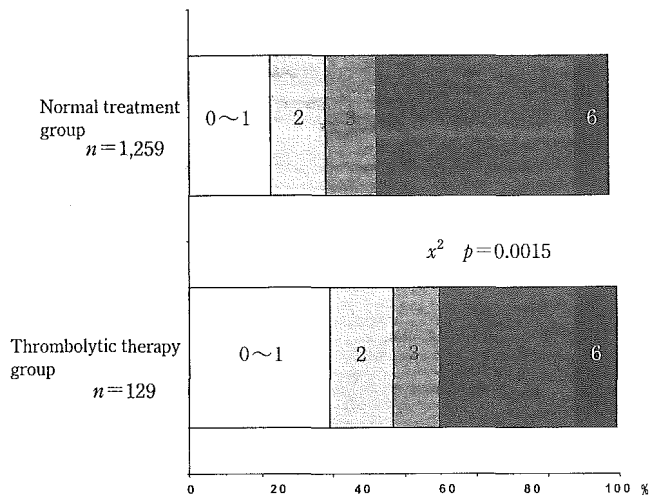 Normal treatment
group
n=1,259
0～1
2
3
6
x² p=0.0015
Thrombolytic therapy
group
n=129
0～1
2
3
6
0 20 40 60 80 100 %